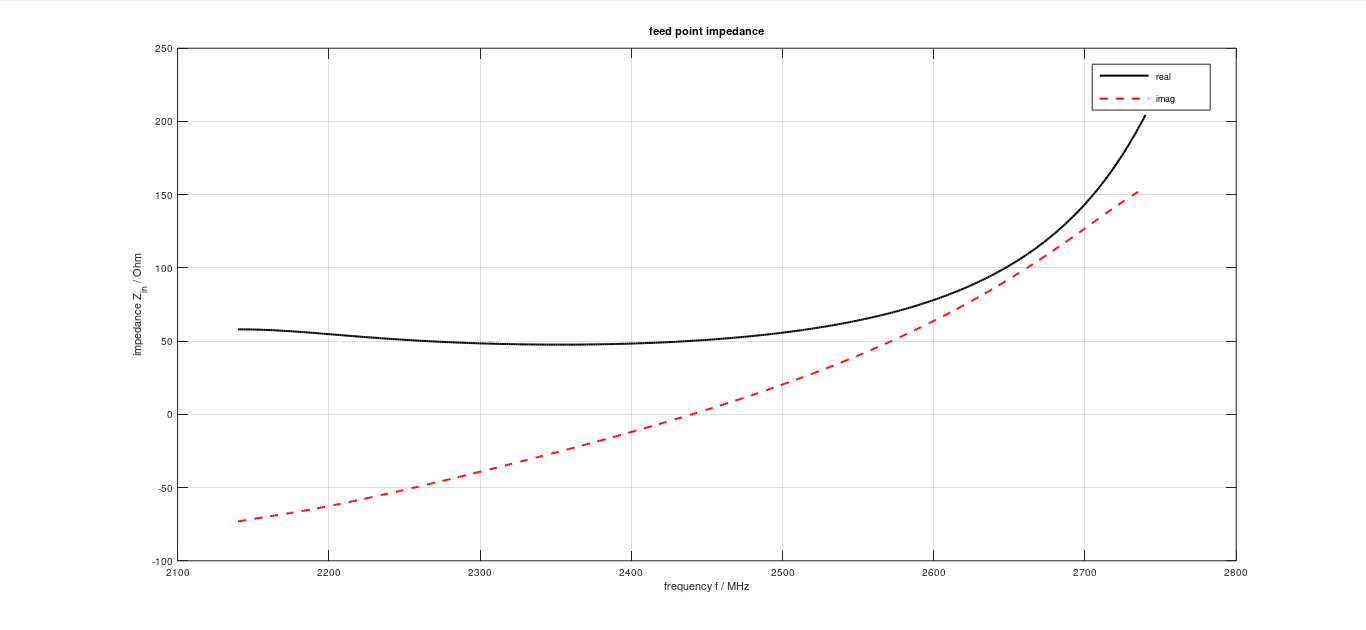 feed point impedance
250
200
150
100
50
0
-50
-100
impedance Z_in / Ohm
real
imag
2100 2200 2300 2400 2500 2600 2700 2800
frequency f / MHz